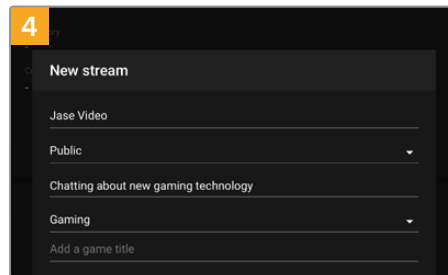 4
New stream
Jase Video
Public
Chatting about new gaming technology
Gaming
Add a game title